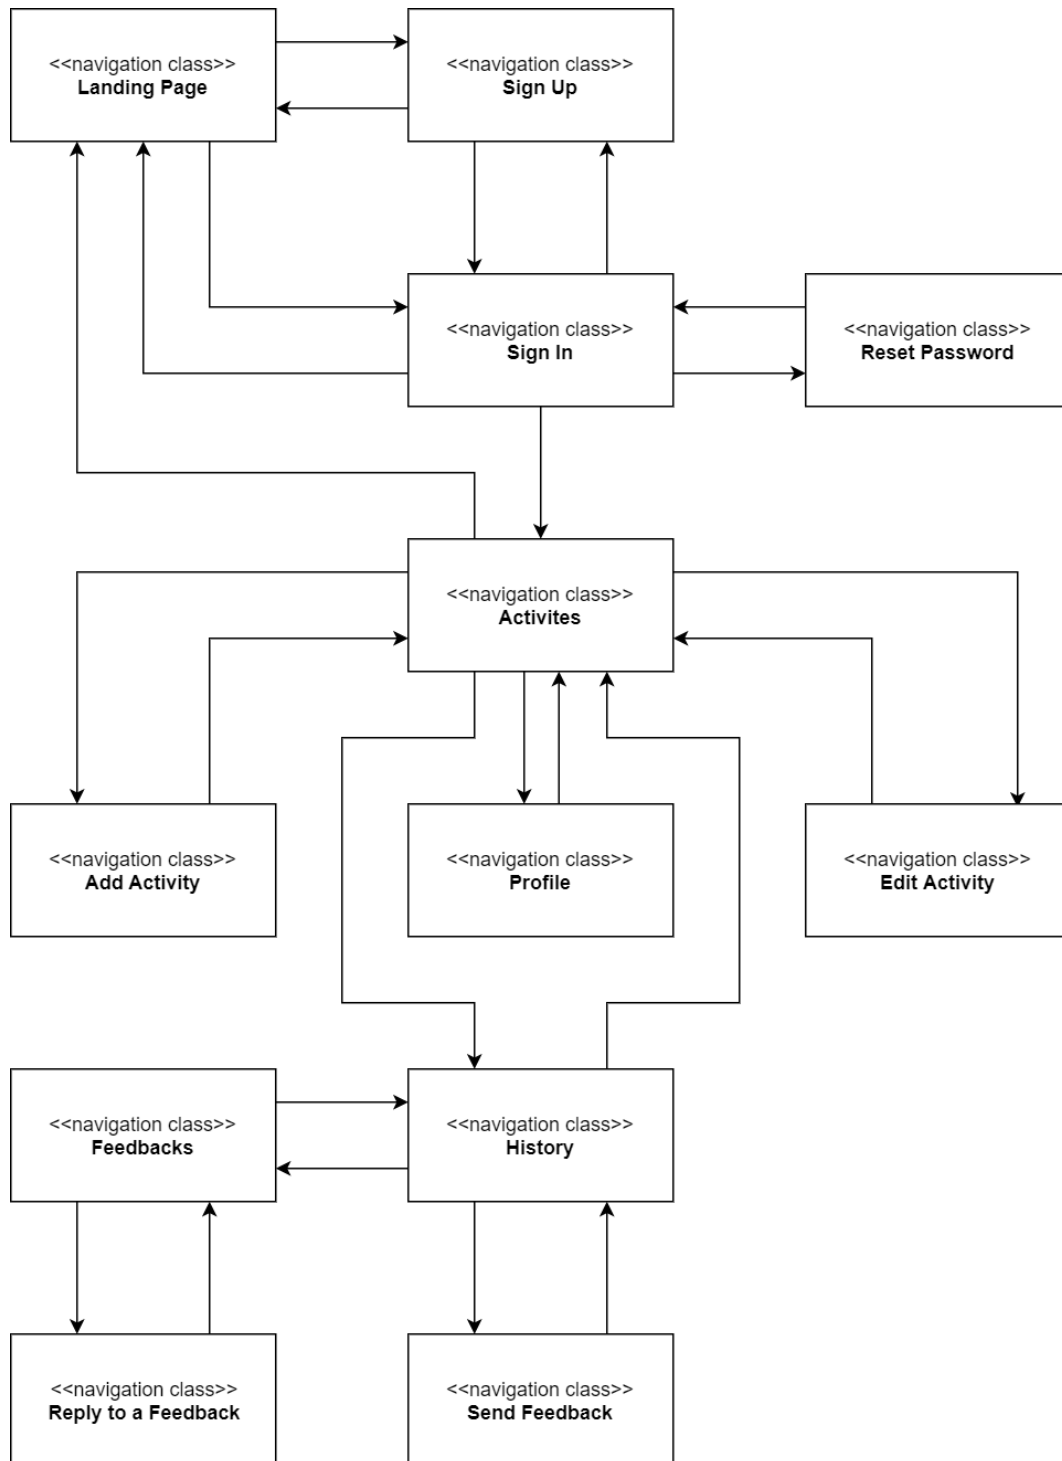 <<navigation class>>
Landing Page
<<navigation class>>
Sign Up
<<navigation class>>
Sign In
<<navigation class>>
Reset Password
<<navigation class>>
Activites
<<navigation class>>
Add Activity
<<navigation class>>
Profile
<<navigation class>>
Edit Activity
<<navigation class>>
Feedbacks
<<navigation class>>
History
<<navigation class>>
Reply to a Feedback
<<navigation class>>
Send Feedback